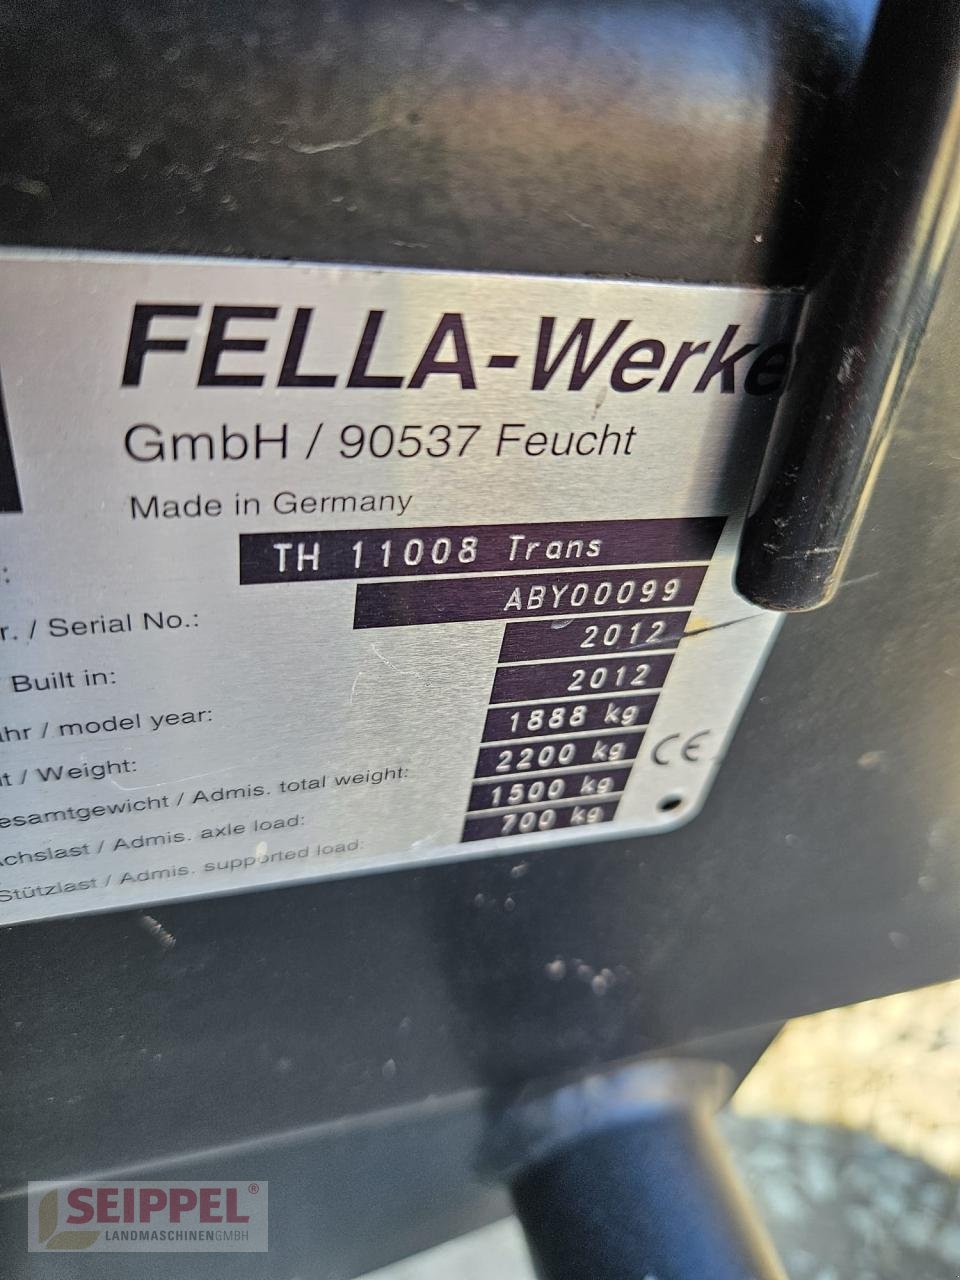 FELLA-Werke
GmbH / 90537 Feucht
Made in Germany
: TH 11008 Trans
r. / Serial No.: ABY00099
Built in: 2012
ahr / model year: 2012
t / Weight: 1888 kg
esamtgewicht / Admis. total weight: 2200 kg
chslast / Admis. axle load: 1500 kg
Stützlast / Admis. supported load: 700 kg
CE
SEIPPEL®
LANDMASCHINENGMBH